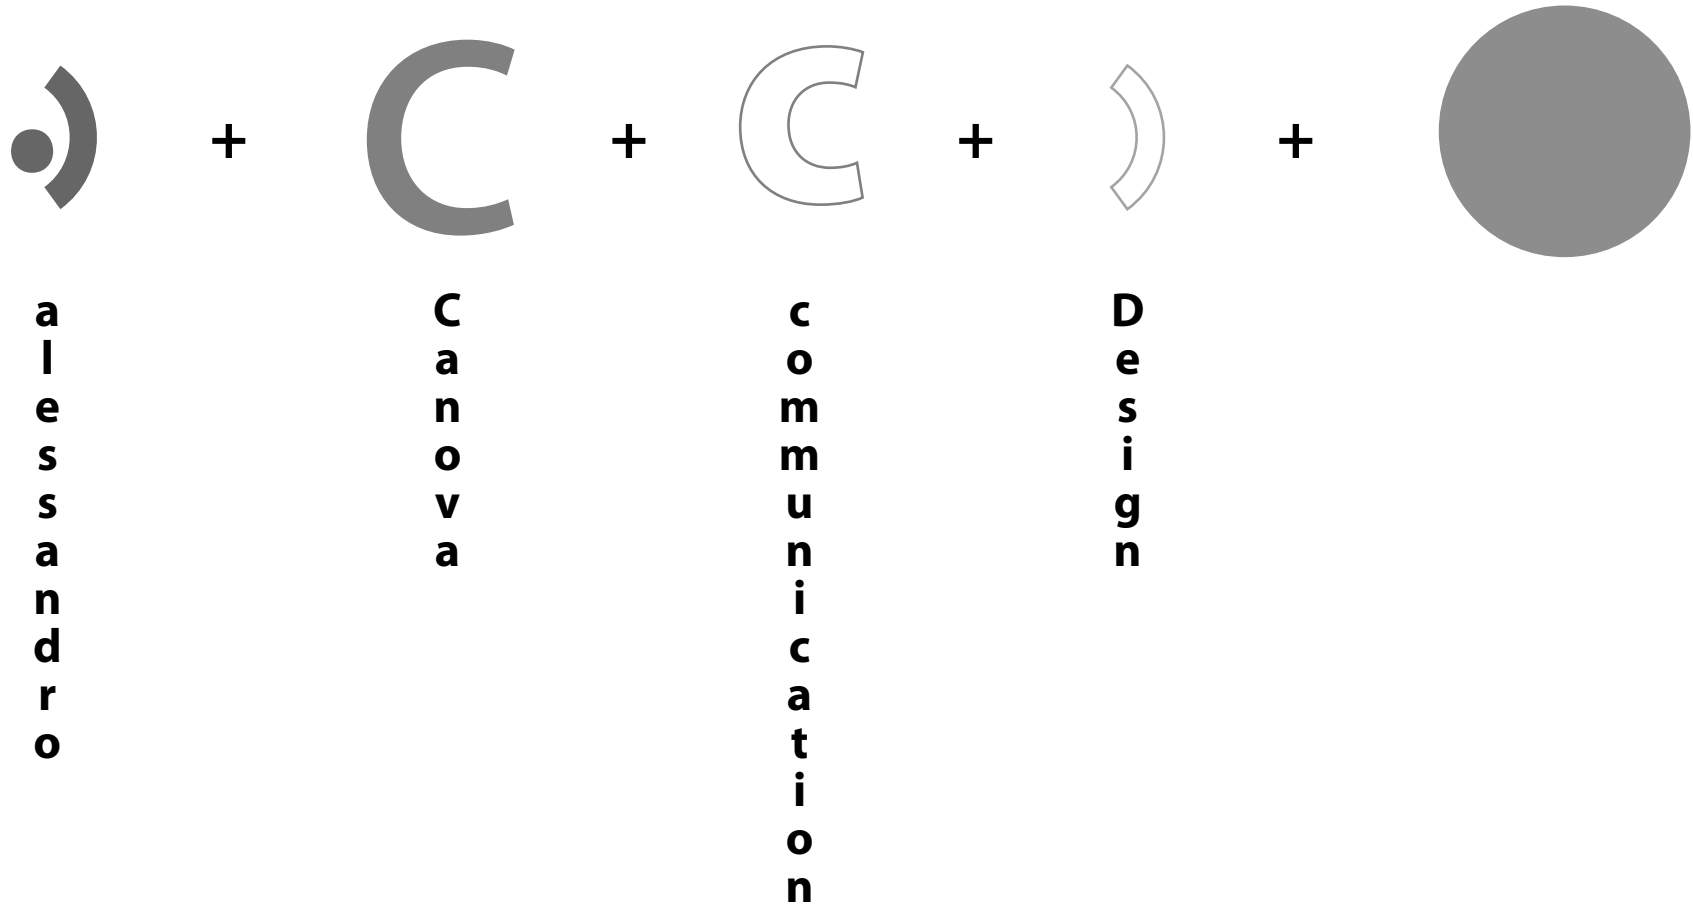 C + C + + +
alessandro
Canova
communication
Design